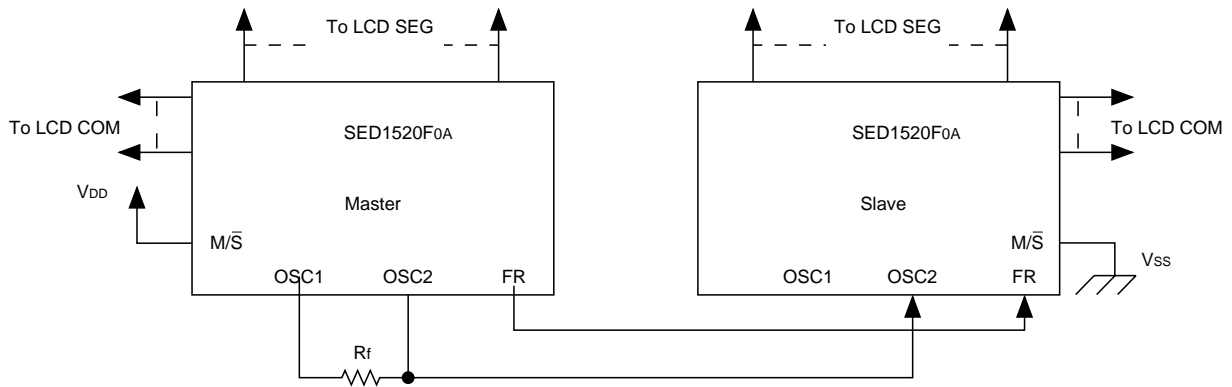 To LCD SEG
To LCD SEG
To LCD COM
SED1520F0A
SED1520F0A
To LCD COM
VDD
Master
Slave
M/S̅
M/S̅
VSS
OSC1 OSC2 FR
OSC1 OSC2 FR
Rf